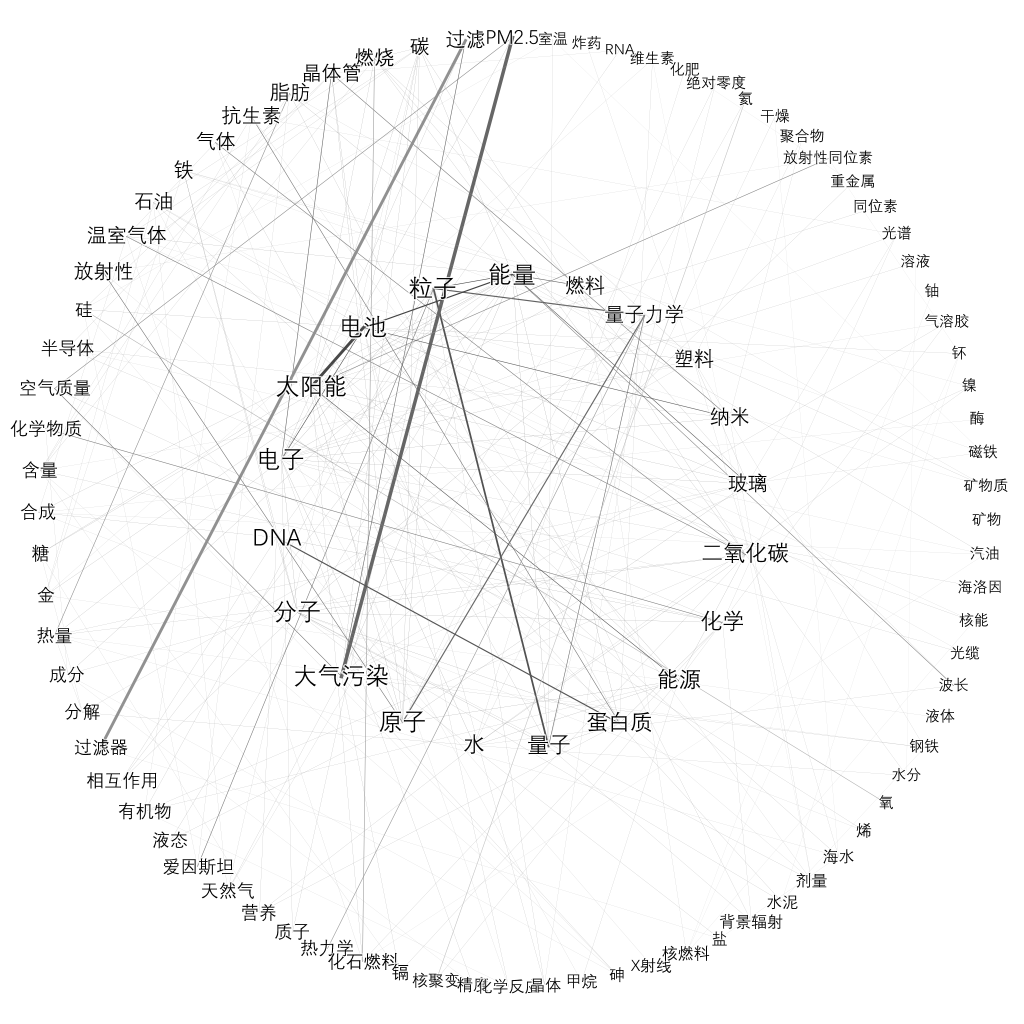 过滤
PM2.5
室温
炸药
RNA
维生素
化肥
绝对零度
氦
干燥
聚合物
放射性同位素
重金属
同位素
光谱
溶液
铀
气溶胶
钚
镍
酶
磁铁
矿物质
矿物
汽油
海洛因
核能
光缆
波长
液体
钢铁
水分
氧
烯
海水
剂量
水泥
背景辐射
盐
核燃料
X射线
砷
甲烷
晶体
化学反应
核聚变
镉
化石燃料
热力学
质子
营养
天然气
爱因斯坦
液态
有机物
相互作用
过滤器
分解
成分
热量
金
糖
合成
含量
化学物质
空气质量
半导体
硅
放射性
温室气体
石油
铁
气体
抗生素
脂肪
晶体管
燃烧
碳
能量
燃料
量子力学
塑料
纳米
玻璃
二氧化碳
化学
能源
蛋白质
量子
水
原子
大气污染
分子
DNA
电子
太阳能
电池
粒子